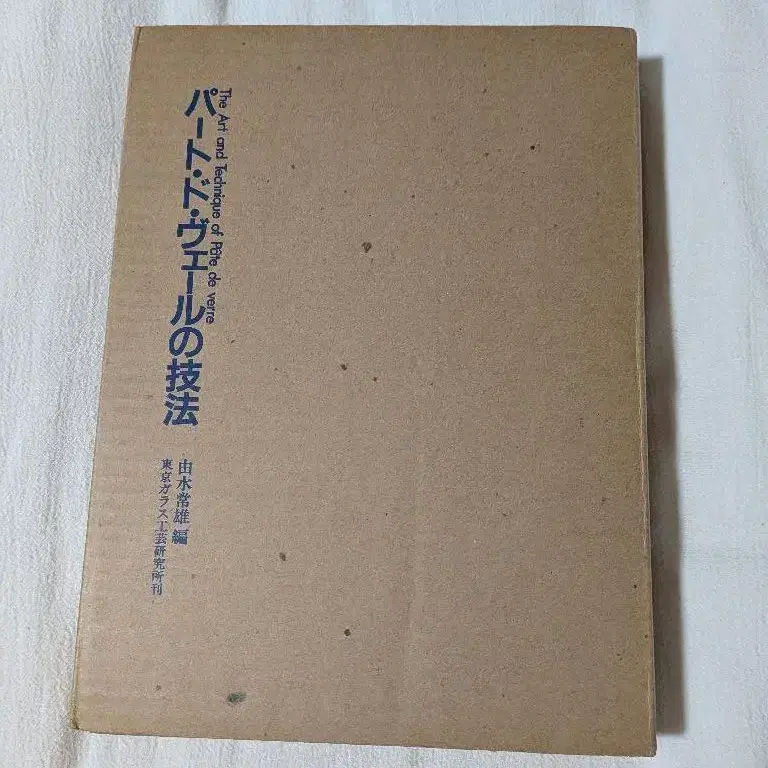 The Art and Technique of Pâte de verre
パート・ド・ヴェールの技法
由水常雄編
東京ガラス工芸研究所刊